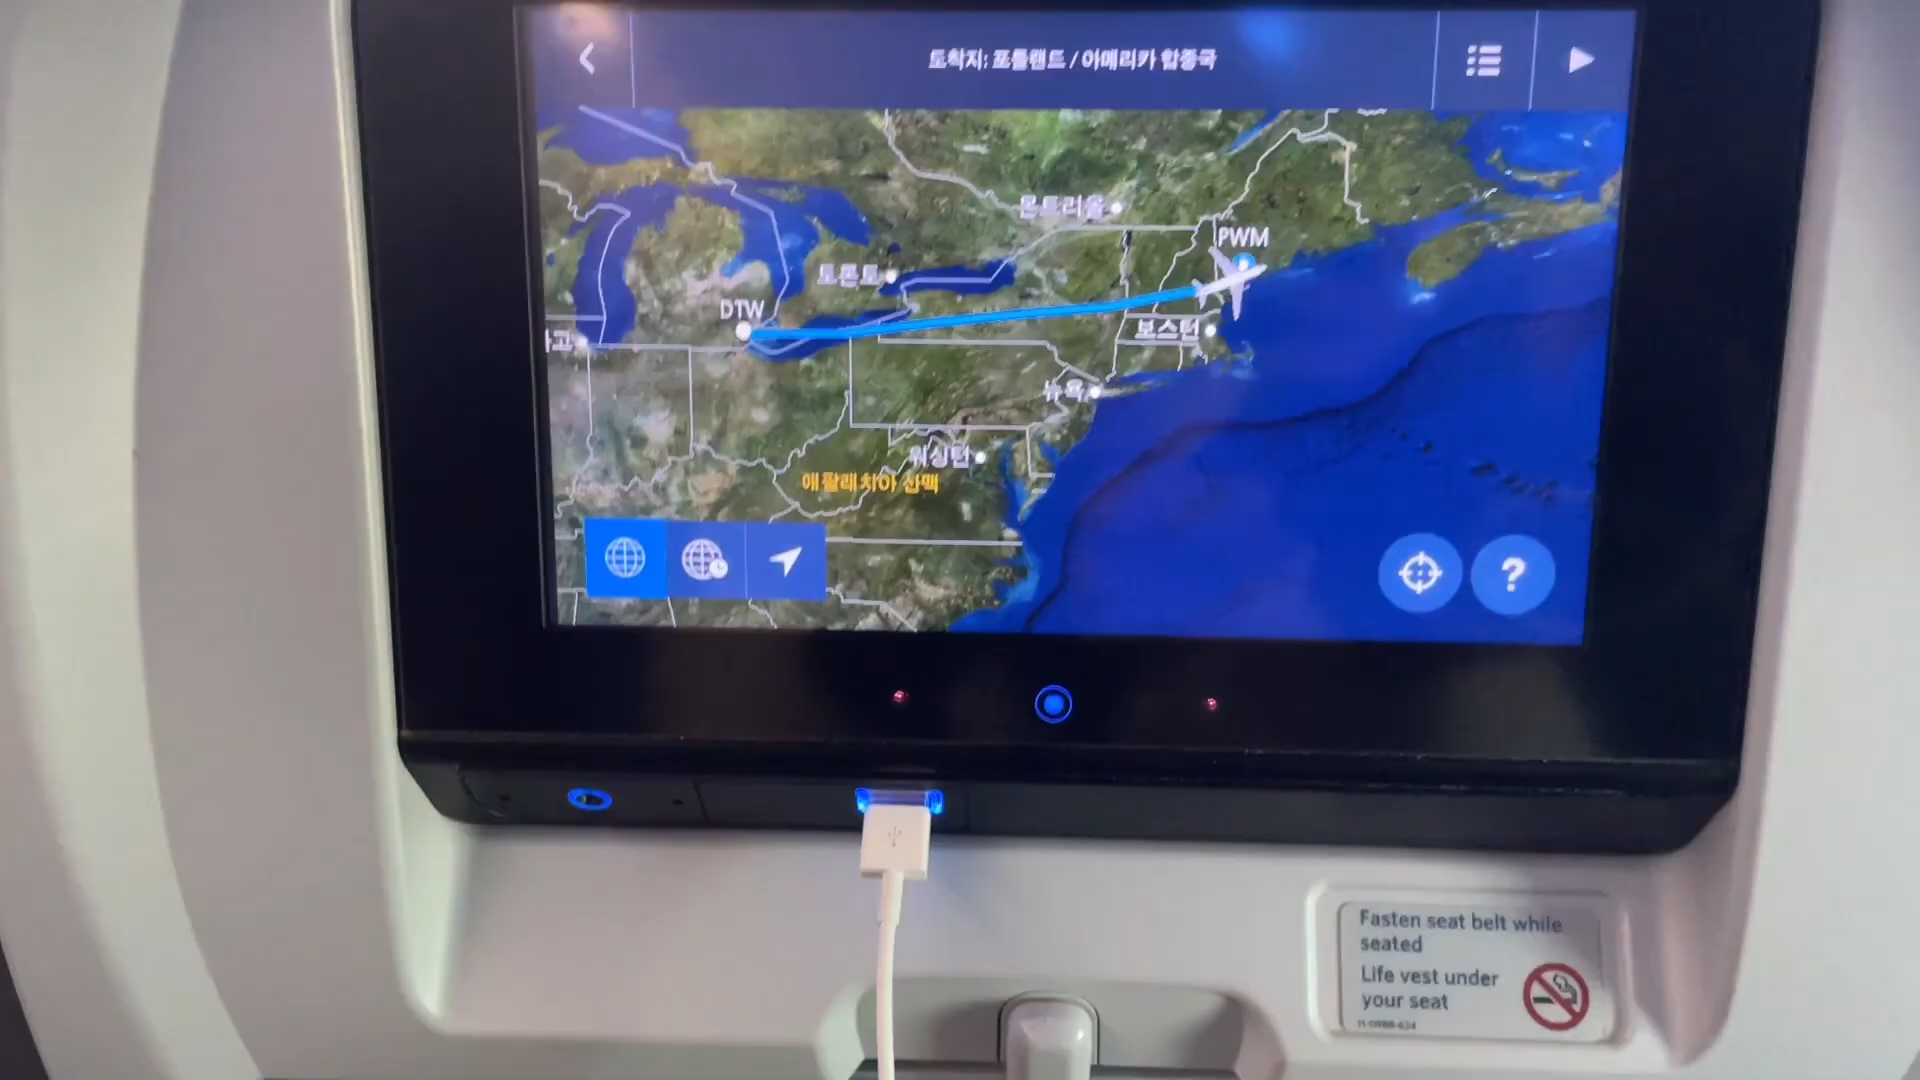 도착지: 포틀랜드 / 아메리카 합중국
몬트리올
PWM
토론토
DTW
보스턴
뉴욕
워싱턴
애팔래치아 산맥
?
Fasten seat belt while
seated
Life vest under
your seat